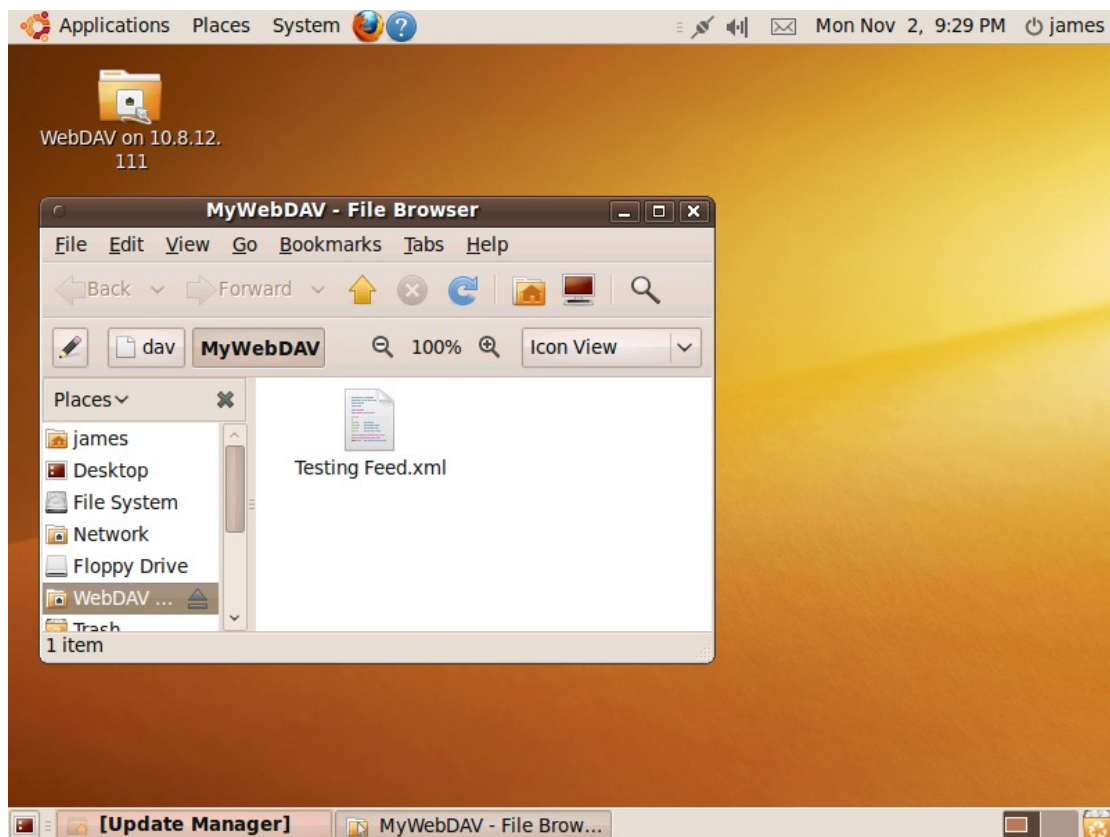 Applications Places System Mon Nov 2, 9:29 PM james
WebDAV on 10.8.12.
111
MyWebDAV - File Browser
File Edit View Go Bookmarks Tabs Help
Back Forward
dav MyWebDAV 100% Icon View
Places
james
Desktop
File System
Network
Floppy Drive
WebDAV ...
Trash
Testing Feed.xml
1 item
[Update Manager] MyWebDAV - File Brow...